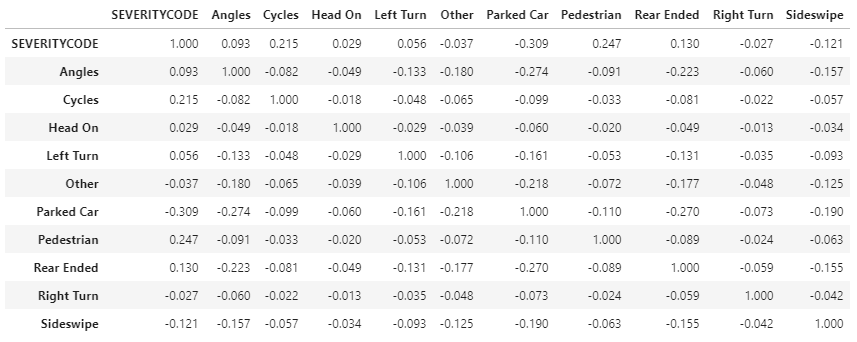 SEVERITYCODE Angles Cycles Head On Left Turn Other Parked Car Pedestrian Rear Ended Right Turn Sideswipe
SEVERITYCODE 1.000 0.093 0.215 0.029 0.056 -0.037 -0.309 0.247 0.130 -0.027 -0.121
Angles 0.093 1.000 -0.082 -0.049 -0.133 -0.180 -0.274 -0.091 -0.223 -0.060 -0.157
Cycles 0.215 -0.082 1.000 -0.018 -0.048 -0.065 -0.099 -0.033 -0.081 -0.022 -0.057
Head On 0.029 -0.049 -0.018 1.000 -0.029 -0.039 -0.060 -0.020 -0.049 -0.013 -0.034
Left Turn 0.056 -0.133 -0.048 -0.029 1.000 -0.106 -0.161 -0.053 -0.131 -0.035 -0.093
Other -0.037 -0.180 -0.065 -0.039 -0.106 1.000 -0.218 -0.072 -0.177 -0.048 -0.125
Parked Car -0.309 -0.274 -0.099 -0.060 -0.161 -0.218 1.000 -0.110 -0.270 -0.073 -0.190
Pedestrian 0.247 -0.091 -0.033 -0.020 -0.053 -0.072 -0.110 1.000 -0.089 -0.024 -0.063
Rear Ended 0.130 -0.223 -0.081 -0.049 -0.131 -0.177 -0.270 -0.089 1.000 -0.059 -0.155
Right Turn -0.027 -0.060 -0.022 -0.013 -0.035 -0.048 -0.073 -0.024 -0.059 1.000 -0.042
Sideswipe -0.121 -0.157 -0.057 -0.034 -0.093 -0.125 -0.190 -0.063 -0.155 -0.042 1.000